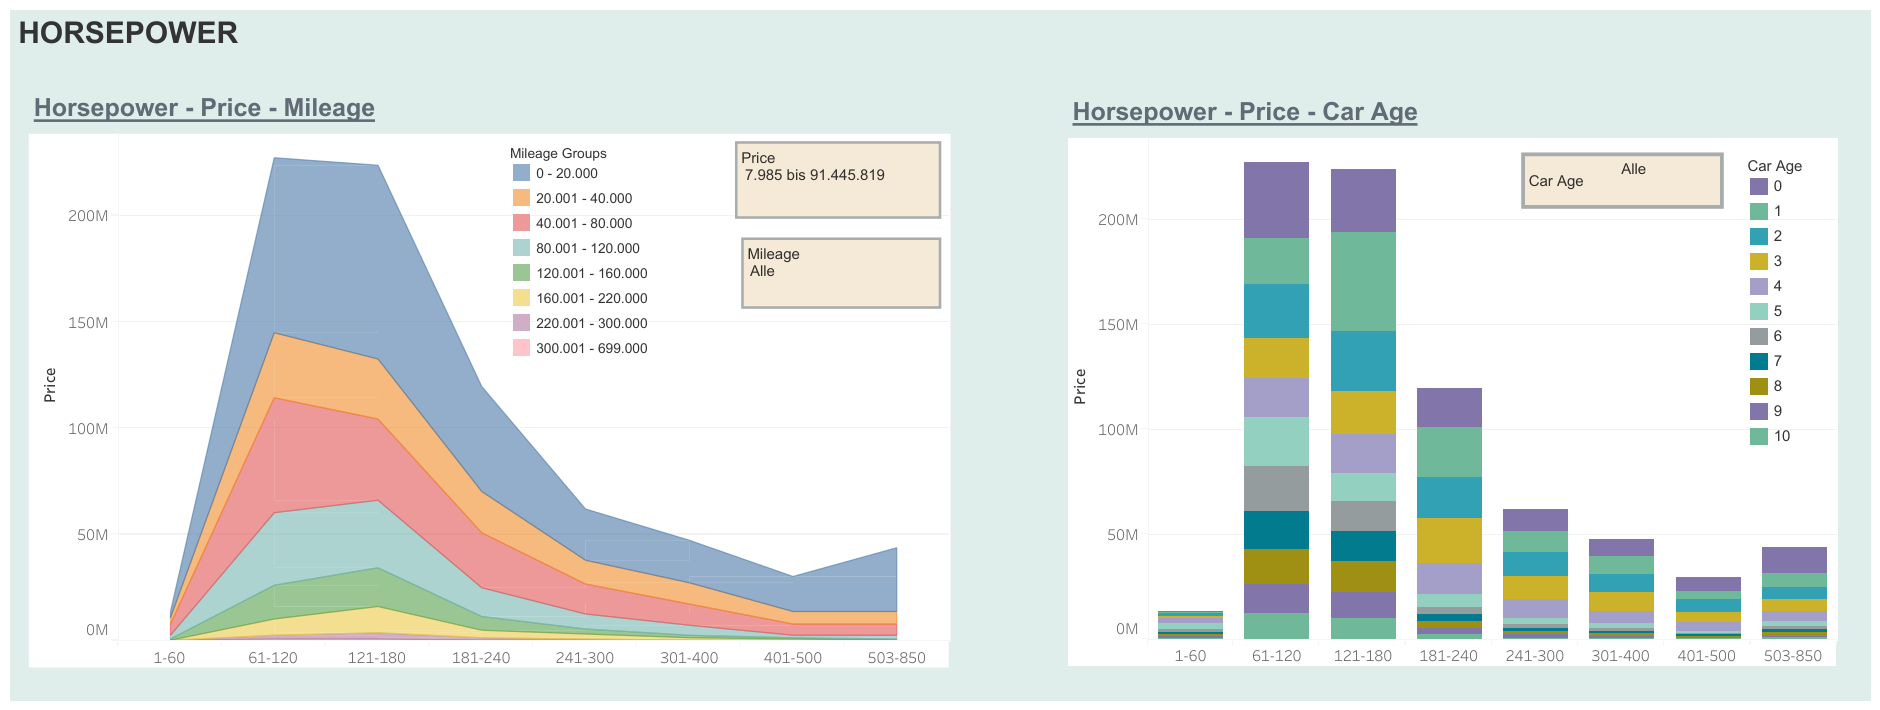 HORSEPOWER
Horsepower - Price - Mileage
Price
200M
150M
100M
50M
0M
1-60
61-120
121-180
181-240
241-300
301-400
401-500
503-850
Mileage Groups
0 - 20.000
20.001 - 40.000
40.001 - 80.000
80.001 - 120.000
120.001 - 160.000
160.001 - 220.000
220.001 - 300.000
300.001 - 699.000
Price
7.985 bis 91.445.819
Mileage
Alle
Horsepower - Price - Car Age
Price
200M
150M
100M
50M
0M
1-60
61-120
121-180
181-240
241-300
301-400
401-500
503-850
Alle
Car Age
Car Age
0
1
2
3
4
5
6
7
8
9
10